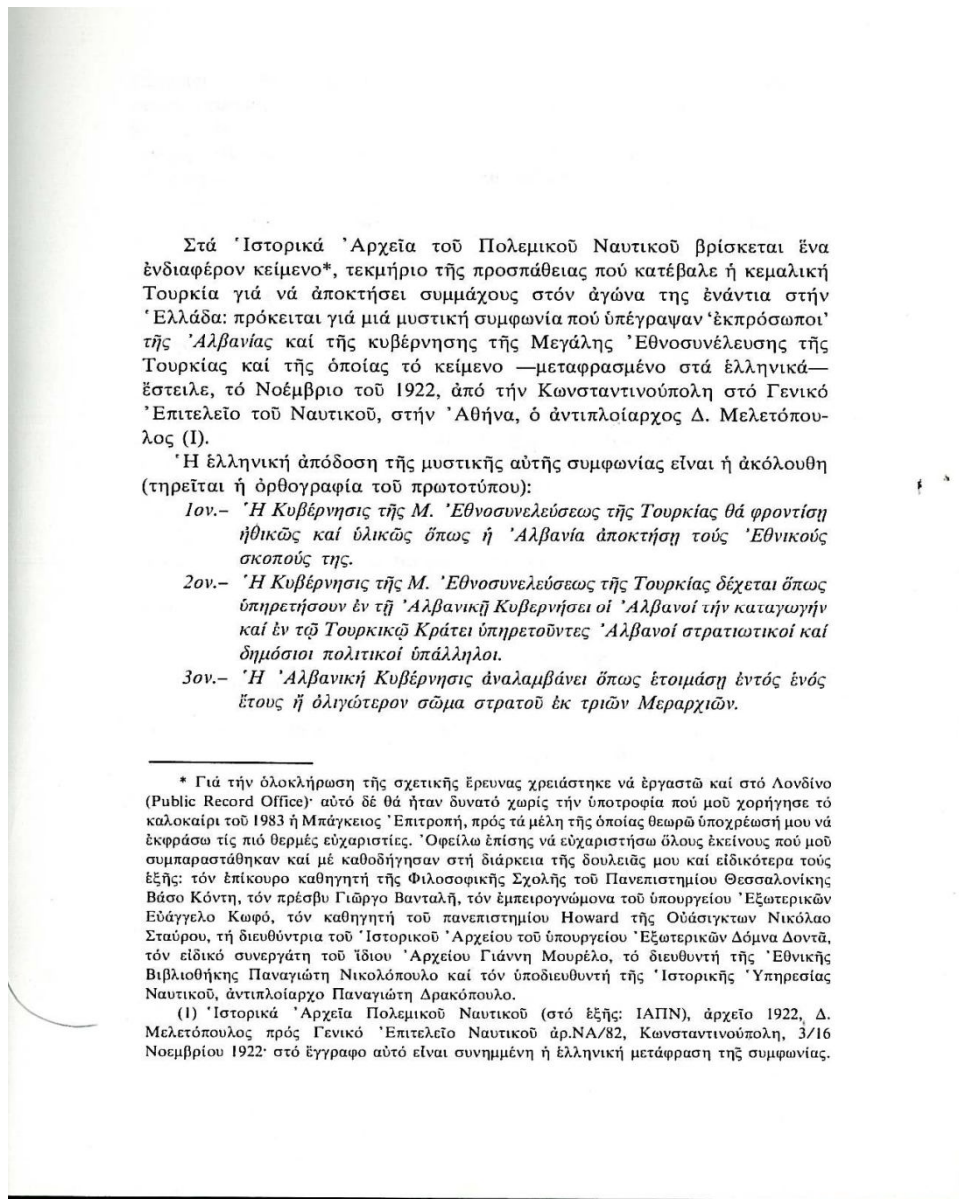 Στά Ἱστορικά Ἀρχεῖα τοῦ Πολεμικοῦ Ναυτικοῦ βρίσκεται ἕνα
ἐνδιαφέρον κείμενο*, τεκμήριο τῆς προσπάθειας πού κατέβαλε ἡ κεμαλική
Τουρκία γιά νά ἀποκτήσει συμμάχους στόν ἀγώνα της ἐνάντια στήν
Ἑλλάδα: πρόκειται γιά μιά μυστική συμφωνία πού ὑπέγραψαν ‘ἐκπρόσωποι’
τῆς Ἀλβανίας καί τῆς κυβέρνησης τῆς Μεγάλης Ἐθνοσυνέλευσης τῆς
Τουρκίας καί τῆς ὁποίας τό κείμενο —μεταφρασμένο στά ἑλληνικά—
ἔστειλε, τό Νοέμβριο τοῦ 1922, ἀπό τήν Κωνσταντινούπολη στό Γενικό
Ἐπιτελεῖο τοῦ Ναυτικοῦ, στήν Ἀθήνα, ὁ ἀντιπλοίαρχος Δ. Μελετόπου-
λος (Ι).
Ἡ ἑλληνική ἀπόδοση τῆς μυστικῆς αὐτῆς συμφωνίας εἶναι ἡ ἀκόλουθη
(τηρεῖται ἡ ὀρθογραφία τοῦ πρωτοτύπου):
1ον.– Ἡ Κυβέρνησις τῆς Μ. Ἐθνοσυνελεύσεως τῆς Τουρκίας θά φροντίσῃ
ἠθικῶς καί ὑλικῶς ὅπως ἡ Ἀλβανία ἀποκτήσῃ τούς Ἐθνικούς
σκοπούς της.
2ον.– Ἡ Κυβέρνησις τῆς Μ. Ἐθνοσυνελεύσεως τῆς Τουρκίας δέχεται ὅπως
ὑπηρετήσουν ἐν τῇ Ἀλβανικῇ Κυβερνήσει οἱ Ἀλβανοί τήν καταγωγήν
καί ἐν τῷ Τουρκικῷ Κράτει ὑπηρετοῦντες Ἀλβανοί στρατιωτικοί καί
δημόσιοι πολιτικοί ὑπάλληλοι.
3ον.– Ἡ Ἀλβανική Κυβέρνησις ἀναλαμβάνει ὅπως ἑτοιμάσῃ ἐντός ἑνός
ἔτους ἤ ὀλιγώτερον σῶμα στρατοῦ ἐκ τριῶν Μεραρχιῶν.
* Γιά τήν ὁλοκλήρωση τῆς σχετικῆς ἔρευνας χρειάστηκε νά ἐργαστῶ καί στό Λονδίνο
(Public Record Office)· αὐτό δέ θά ἦταν δυνατό χωρίς τήν ὑποτροφία πού μοῦ χορήγησε τό
καλοκαίρι τοῦ 1983 ἡ Μπάγκειος Ἐπιτροπή, πρός τά μέλη τῆς ὁποίας θεωρῶ ὑποχρέωσή μου νά
ἐκφράσω τίς πιό θερμές εὐχαριστίες. Ὀφείλω ἐπίσης νά εὐχαριστήσω ὅλους ἐκείνους πού μοῦ
συμπαραστάθηκαν καί μέ καθοδήγησαν στή διάρκεια τῆς δουλειᾶς μου καί εἰδικότερα τούς
ἑξῆς: τόν ἐπίκουρο καθηγητή τῆς Φιλοσοφικῆς Σχολῆς τοῦ Πανεπιστημίου Θεσσαλονίκης
Βάσο Κόντη, τόν πρέσβυ Γιῶργο Βανταλῆ, τόν ἐμπειρογνώμονα τοῦ ὑπουργείου Ἐξωτερικῶν
Εὐάγγελο Κωφό, τόν καθηγητή τοῦ πανεπιστημίου Howard τῆς Οὐάσιγκτων Νικόλαο
Σταύρου, τή διευθύντρια τοῦ Ἱστορικοῦ Ἀρχείου τοῦ ὑπουργείου Ἐξωτερικῶν Δόμνα Δοντᾶ,
τόν εἰδικό συνεργάτη τοῦ ἴδιου Ἀρχείου Γιάννη Μουρέλο, τό διευθυντή τῆς Ἐθνικῆς
Βιβλιοθήκης Παναγιώτη Νικολόπουλο καί τόν ὑποδιευθυντή τῆς Ἱστορικῆς Ὑπηρεσίας
Ναυτικοῦ, ἀντιπλοίαρχο Παναγιώτη Δρακόπουλο.
(1) Ἱστορικά Ἀρχεῖα Πολεμικοῦ Ναυτικοῦ (στό ἑξῆς: ΙΑΠΝ), ἀρχεῖο 1922, Δ.
Μελετόπουλος πρός Γενικό Ἐπιτελεῖο Ναυτικοῦ ἀρ.ΝΑ/82, Κωνσταντινούπολη, 3/16
Νοεμβρίου 1922· στό ἔγγραφο αὐτό εἶναι συνημμένη ἡ ἑλληνική μετάφραση τῆς συμφωνίας.